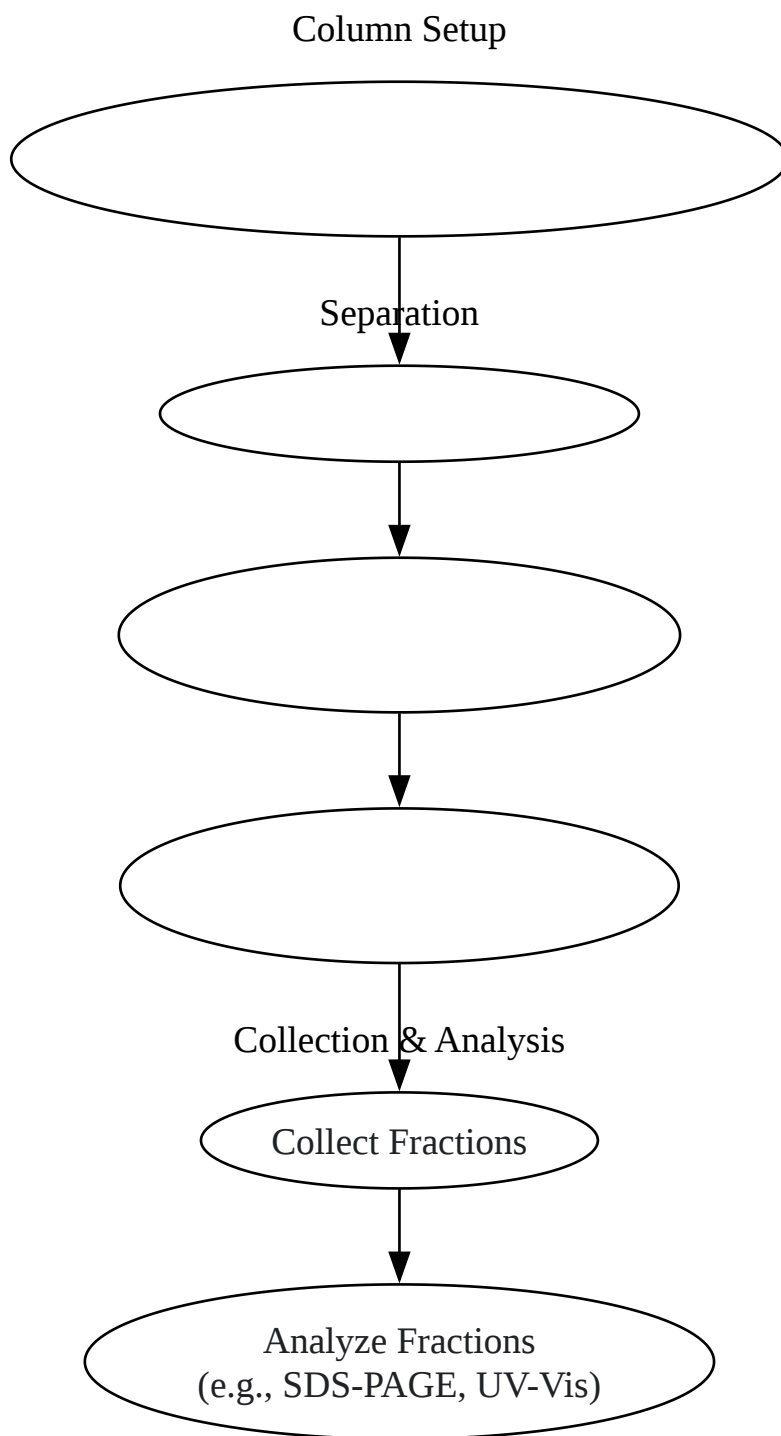 Column Setup
Separation
Collection & Analysis
Collect Fractions
Analyze Fractions
(e.g., SDS-PAGE, UV-Vis)